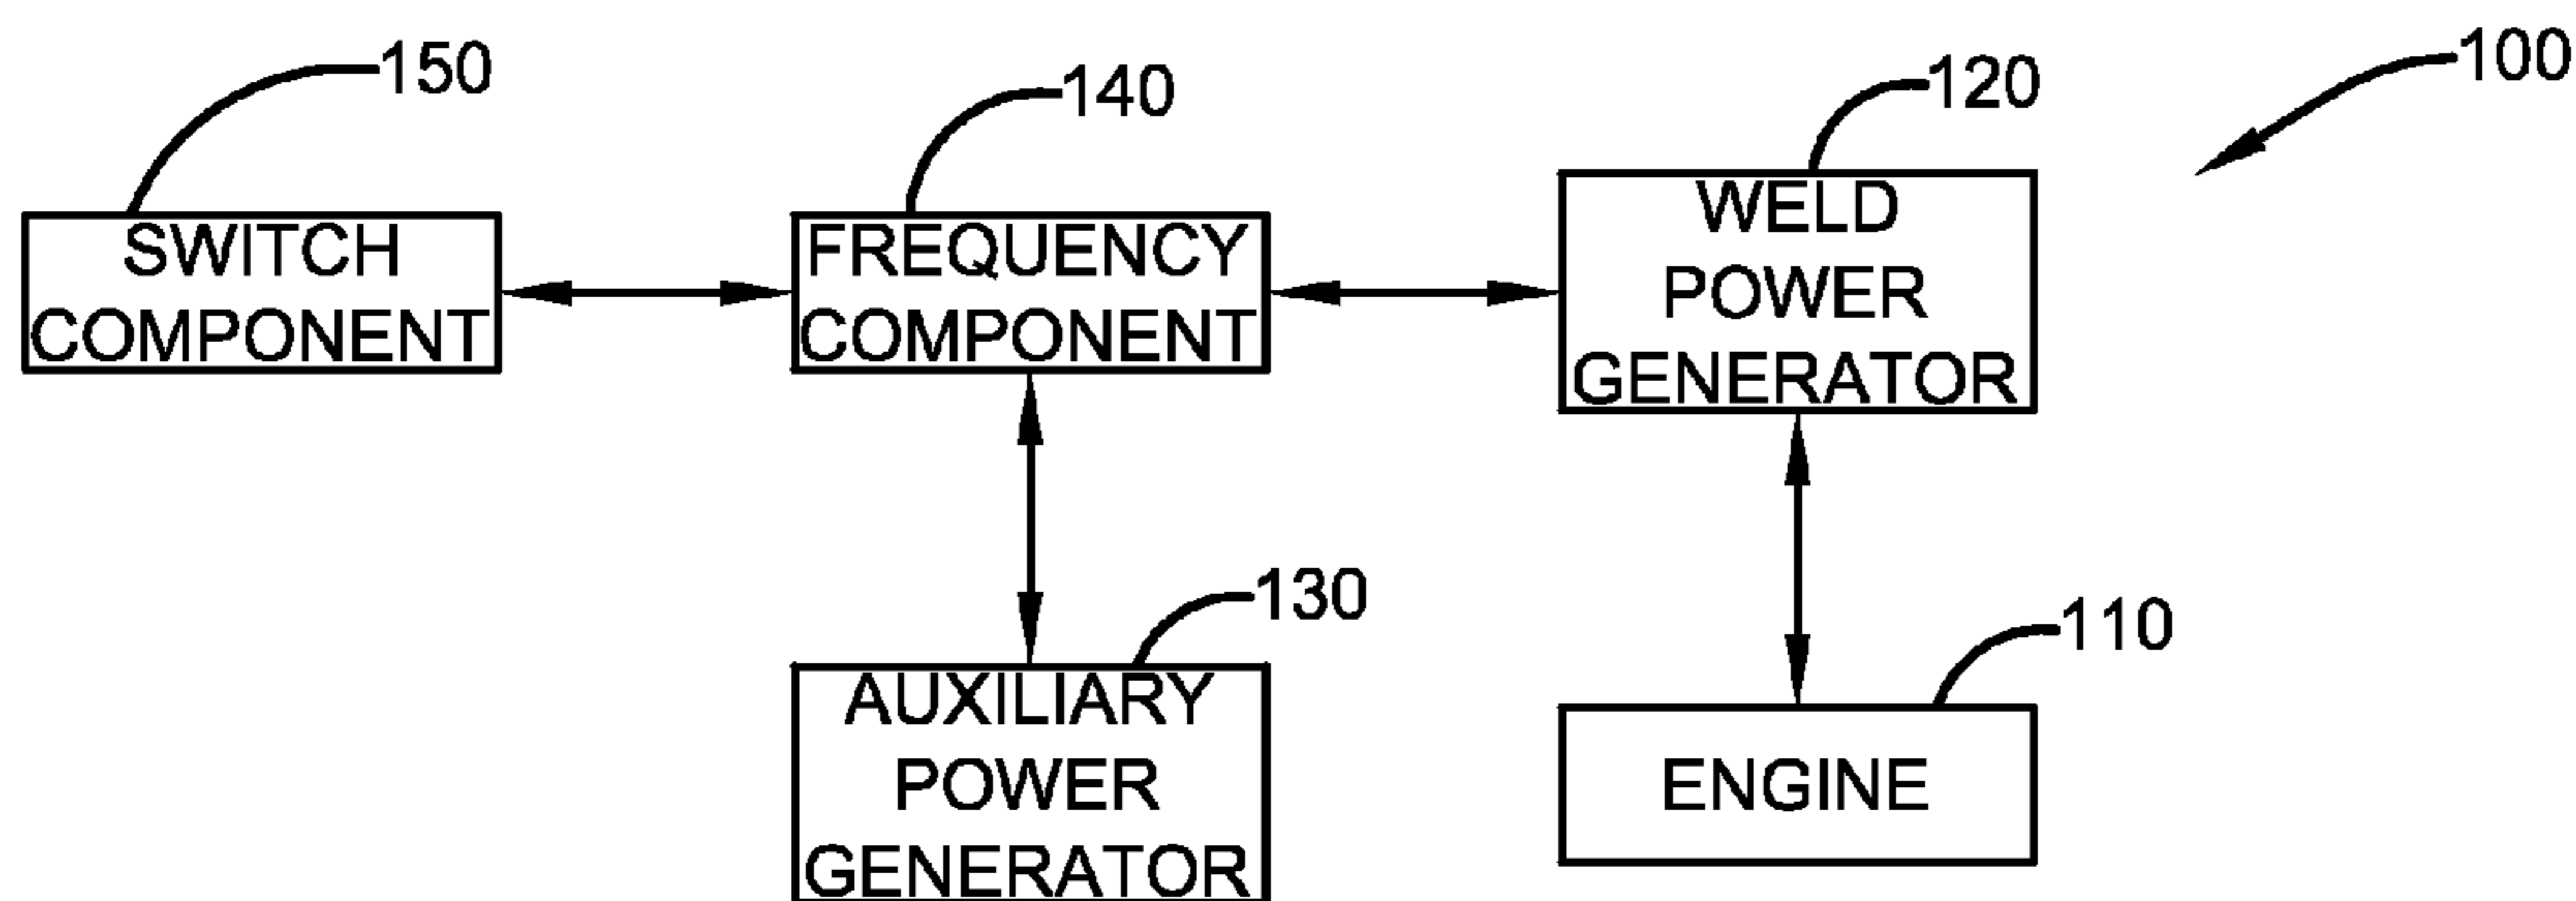 150
140
120
100
SWITCH
COMPONENT
FREQUENCY
COMPONENT
WELD
POWER
GENERATOR
130
110
AUXILIARY
POWER
GENERATOR
ENGINE